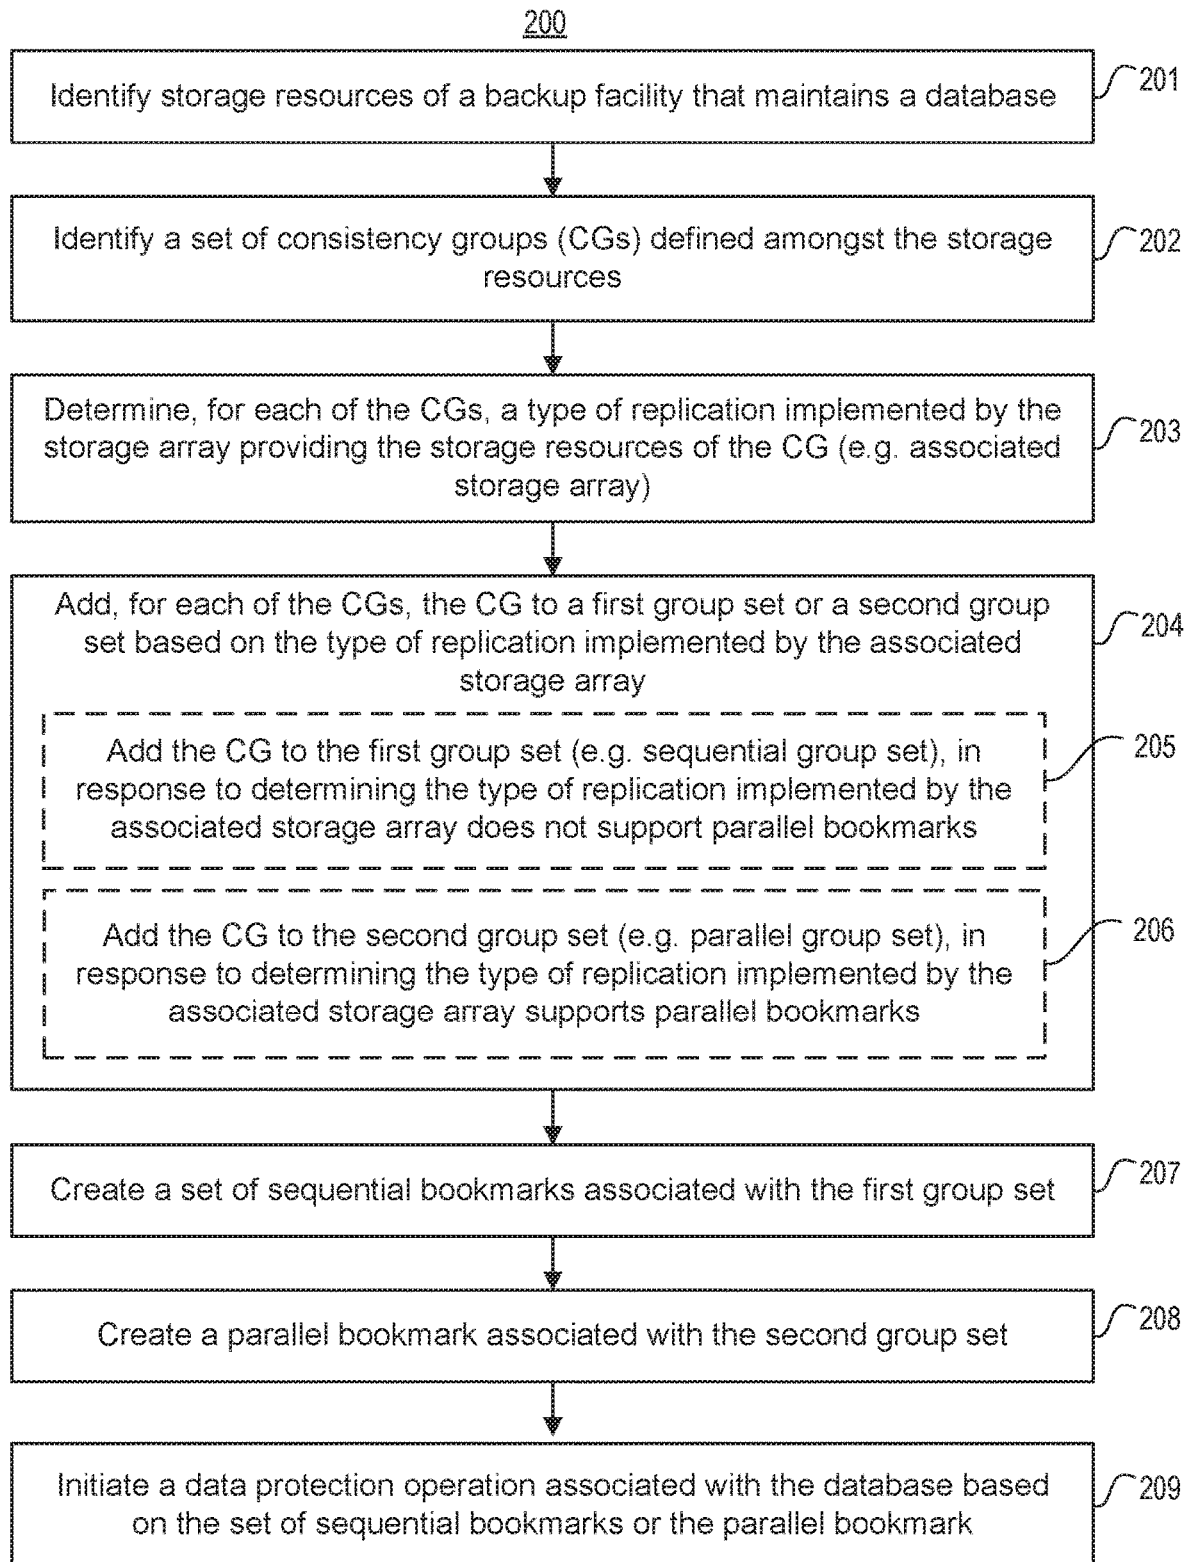 200
Identify storage resources of a backup facility that maintains a database
201
Identify a set of consistency groups (CGs) defined amongst the storage
resources
202
Determine, for each of the CGs, a type of replication implemented by the
storage array providing the storage resources of the CG (e.g. associated
storage array)
203
Add, for each of the CGs, the CG to a first group set or a second group
set based on the type of replication implemented by the associated
storage array
204
Add the CG to the first group set (e.g. sequential group set), in
response to determining the type of replication implemented by the
associated storage array does not support parallel bookmarks
205
Add the CG to the second group set (e.g. parallel group set), in
response to determining the type of replication implemented by the
associated storage array supports parallel bookmarks
206
Create a set of sequential bookmarks associated with the first group set
207
Create a parallel bookmark associated with the second group set
208
Initiate a data protection operation associated with the database based
on the set of sequential bookmarks or the parallel bookmark
209